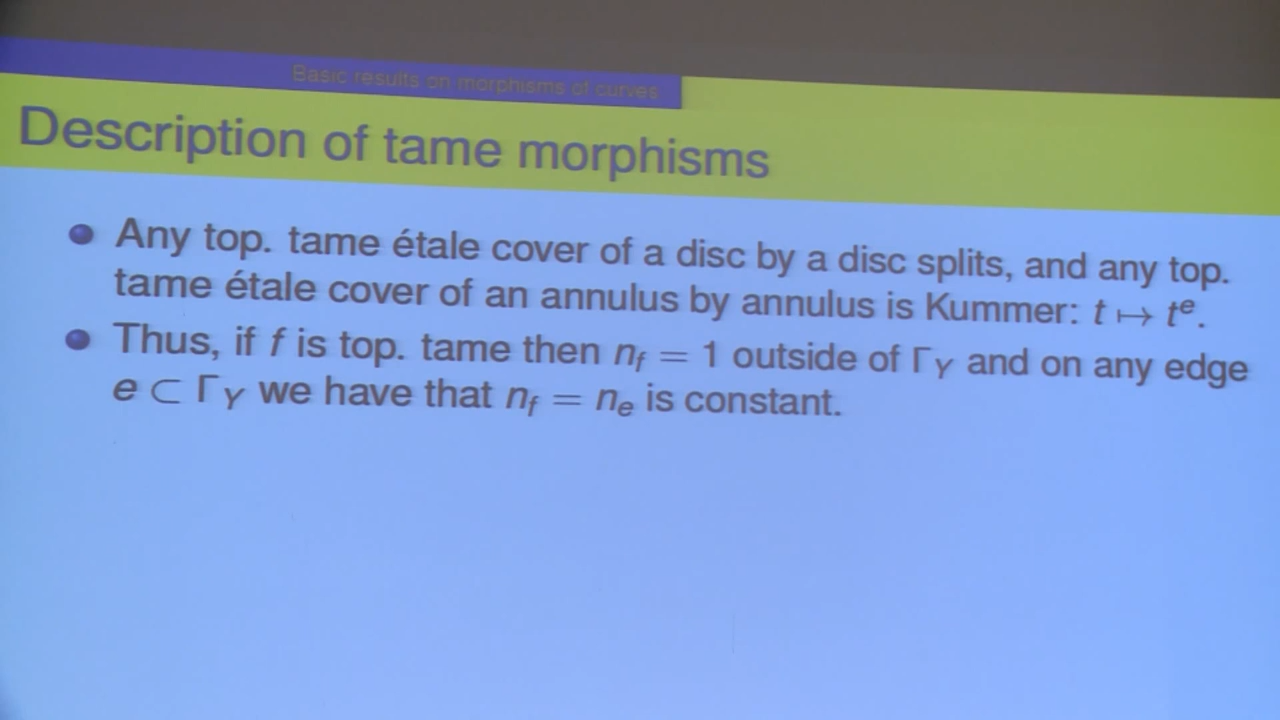 Basic results on morphisms of curves
Description of tame morphisms
Any top. tame étale cover of a disc by a disc splits, and any top.
tame étale cover of an annulus by annulus is Kummer: t ↦ tᵉ.
Thus, if f is top. tame then n_f = 1 outside of Γ_Y and on any edge
e ⊂ Γ_Y we have that n_f = n_e is constant.